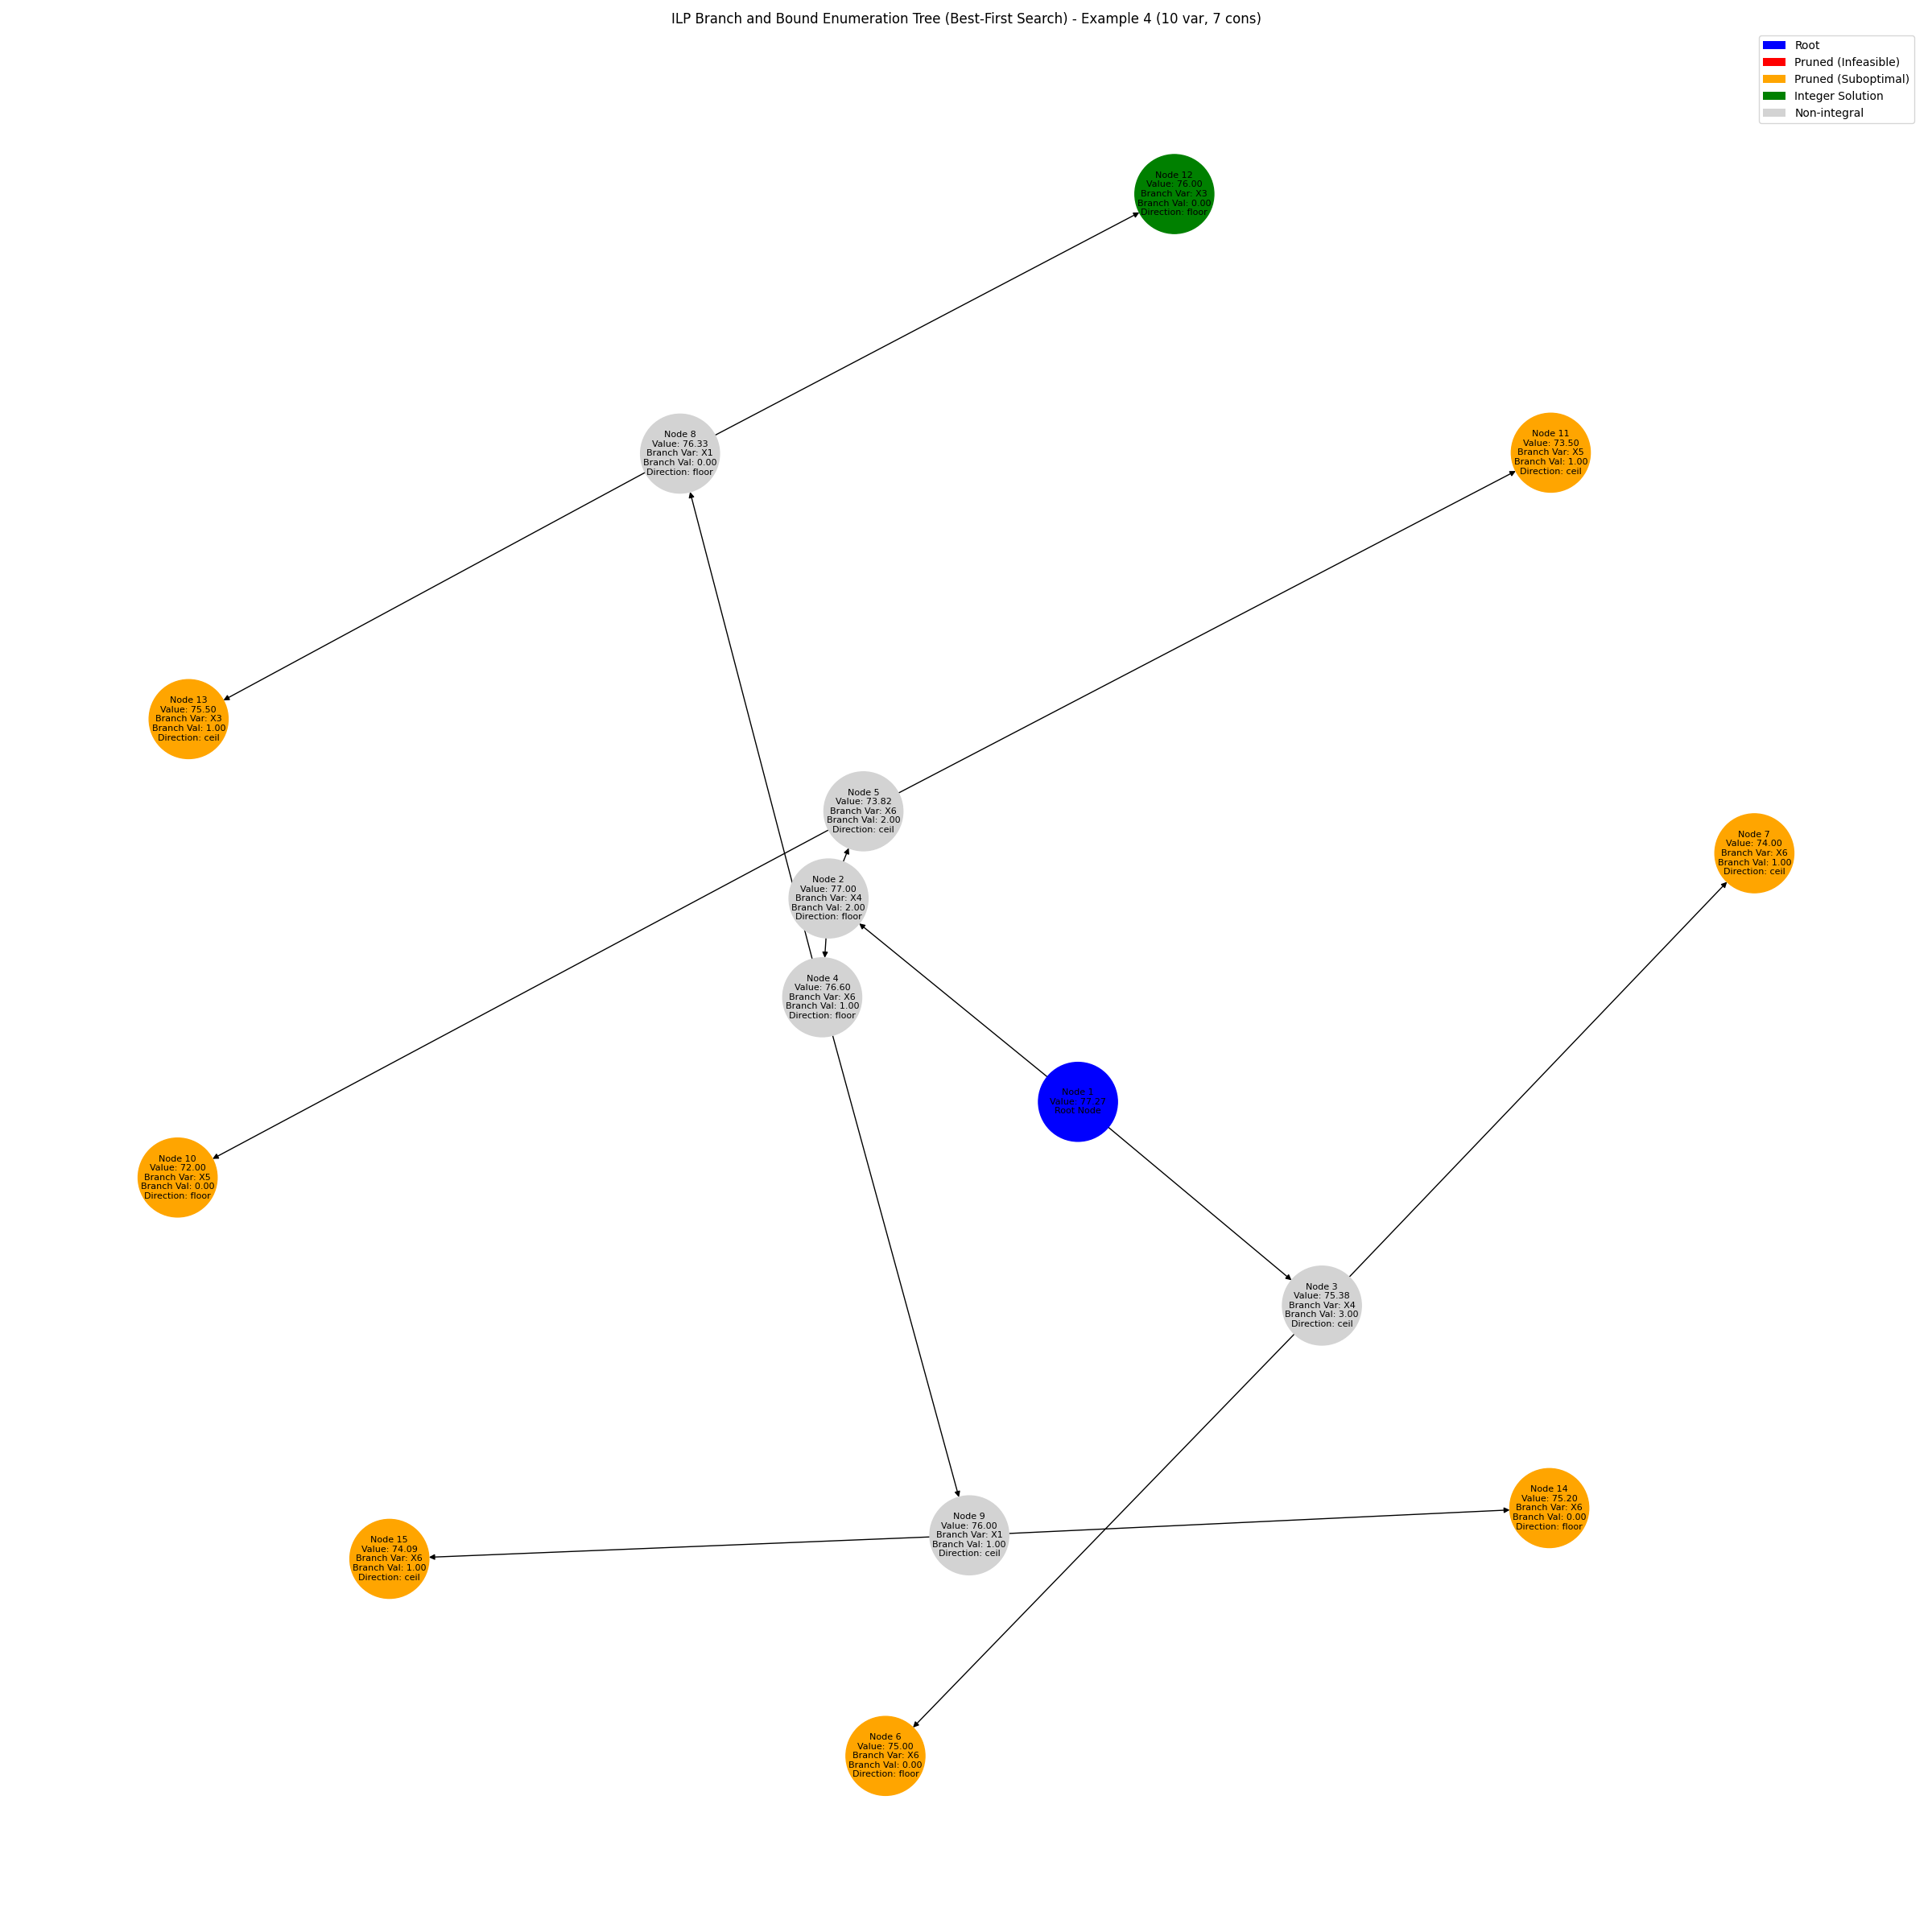 ILP Branch and Bound Enumeration Tree (Best-First Search) - Example 4 (10 var, 7 cons)
Root
Pruned (Infeasible)
Pruned (Suboptimal)
Integer Solution
Non-integral
Node 12
Value: 76.00
Branch Var: X3
Branch Val: 0.00
Direction: floor
Node 8
Value: 76.33
Branch Var: X1
Branch Val: 0.00
Direction: floor
Node 11
Value: 73.50
Branch Var: X5
Branch Val: 1.00
Direction: ceil
Node 13
Value: 75.50
Branch Var: X3
Branch Val: 1.00
Direction: ceil
Node 5
Value: 73.82
Branch Var: X6
Branch Val: 2.00
Direction: ceil
Node 7
Value: 74.00
Branch Var: X6
Branch Val: 1.00
Direction: ceil
Node 2
Value: 77.00
Branch Var: X4
Branch Val: 2.00
Direction: floor
Node 4
Value: 76.60
Branch Var: X6
Branch Val: 1.00
Direction: floor
Node 1
Value: 77.27
Root Node
Node 10
Value: 72.00
Branch Var: X5
Branch Val: 0.00
Direction: floor
Node 3
Value: 75.38
Branch Var: X4
Branch Val: 3.00
Direction: ceil
Node 14
Value: 75.20
Branch Var: X6
Branch Val: 0.00
Direction: floor
Node 9
Value: 76.00
Branch Var: X1
Branch Val: 1.00
Direction: ceil
Node 15
Value: 74.09
Branch Var: X6
Branch Val: 1.00
Direction: ceil
Node 6
Value: 75.00
Branch Var: X6
Branch Val: 0.00
Direction: floor